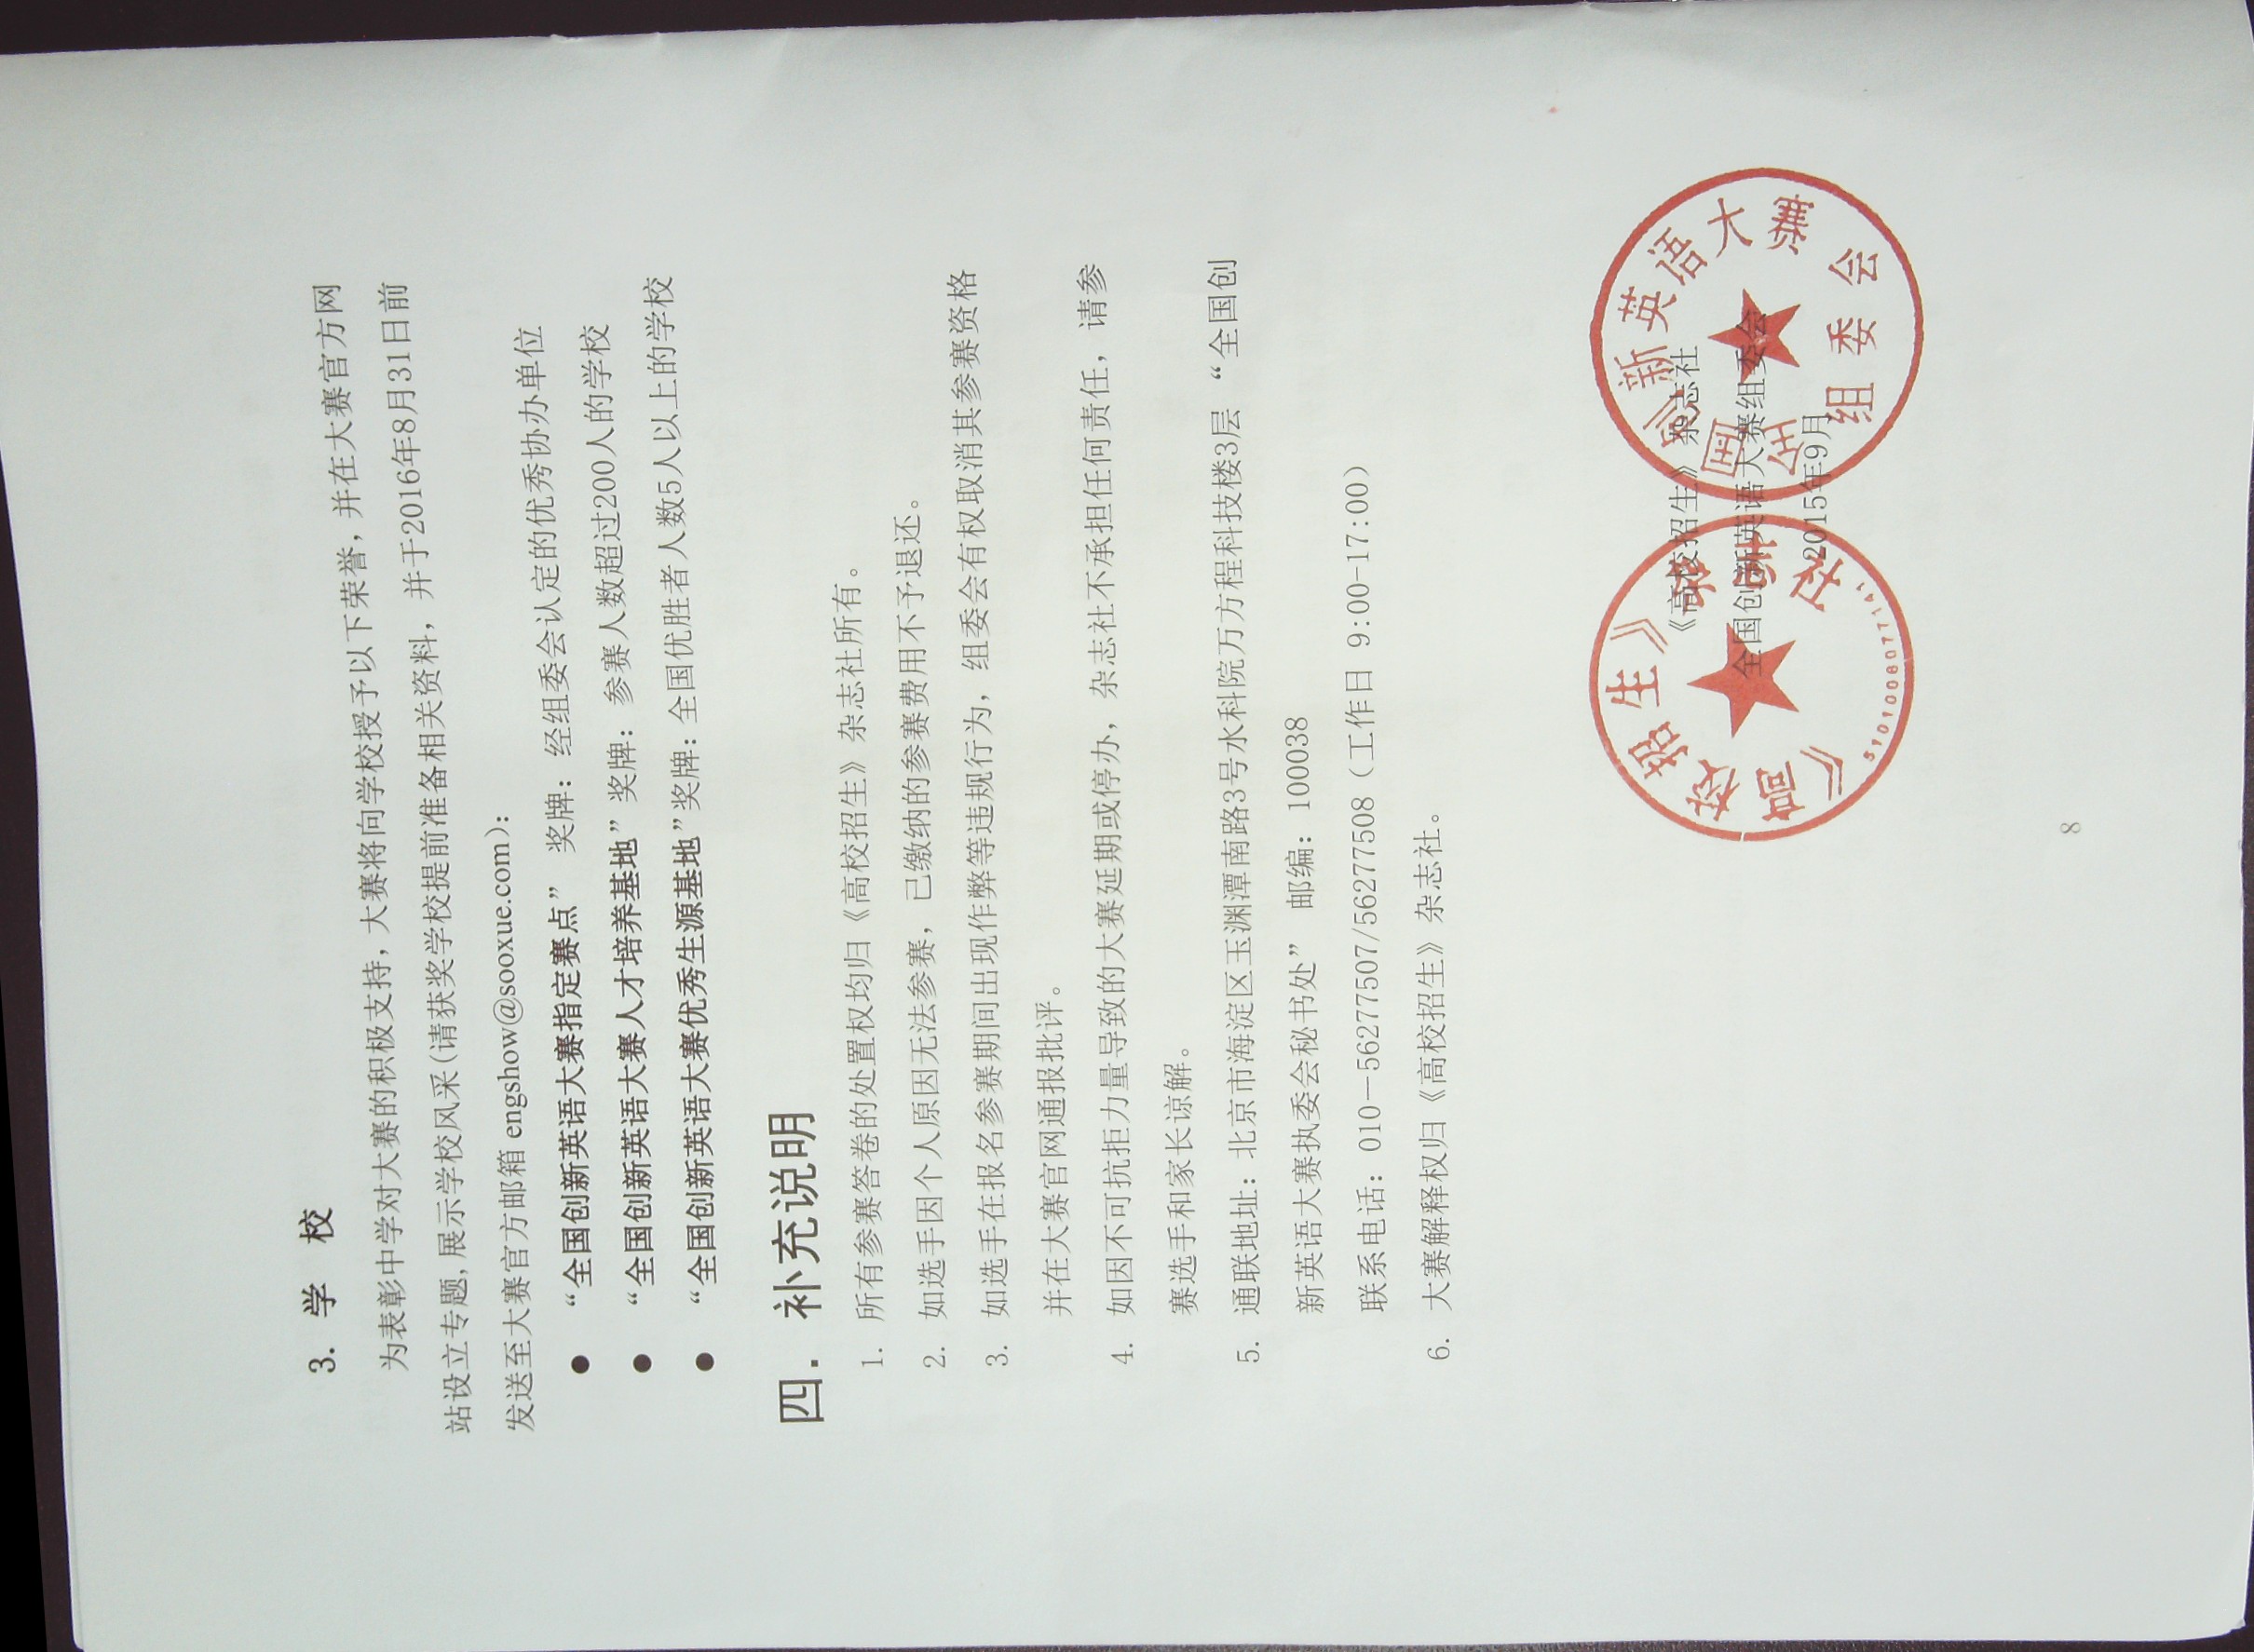 3. 学 校
为表彰中学对大赛的积极支持，大赛将向学校授予以下荣誉，并在大赛官方网
站设立专题,展示学校风采(请获奖学校提前准备相关资料，并于2016年8月31日前
发送至大赛官方邮箱 engshow@sooxue.com)：
● “全国创新英语大赛指定赛点” 奖牌：经组委会认定的优秀协办单位
● “全国创新英语大赛人才培养基地”奖牌：参赛人数超过200人的学校
● “全国创新英语大赛优秀生源基地”奖牌：全国优胜者人数5人以上的学校
四. 补充说明
1. 所有参赛答卷的处置权均归《高校招生》杂志社所有。
2. 如选手因个人原因无法参赛，已缴纳的参赛费用不予退还。
3. 如选手在报名参赛期间出现作弊等违规行为，组委会有权取消其参赛资格
并在大赛官网通报批评。
4. 如因不可抗拒力量导致的大赛延期或停办，杂志社不承担任何责任，请参
赛选手和家长谅解。
5. 通联地址：北京市海淀区玉渊潭南路3号水科院万方程科技楼3层“全国创
新英语大赛执委会秘书处” 邮编：100038
联系电话：010—56277507/56277508（工作日 9:00-17:00）
6. 大赛解释权归《高校招生》杂志社。
《高校招生》杂志社
全国创新英语大赛组委会
2015年9月
《高校招生》杂志社
全国创新英语大赛
组委会
8